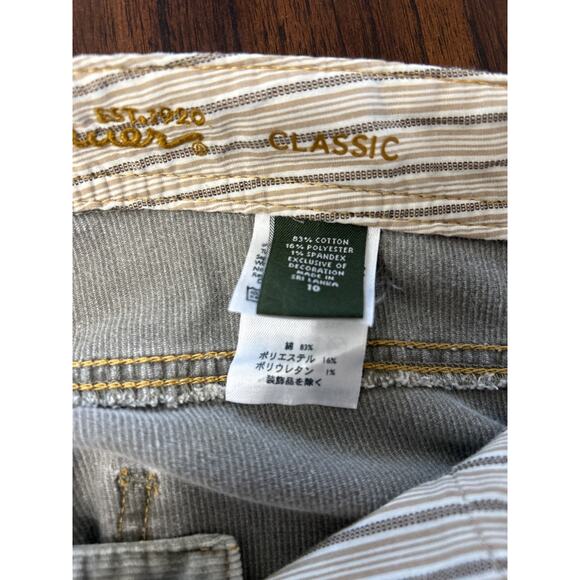 EST. 1920
CLASSIC
83% COTTON
16% POLYESTER
1% SPANDEX
EXCLUSIVE OF
DECORATION
MADE IN
SRI LANKA
10
綿 83%
ポリエステル 16%
ポリウレタン 1%
装飾品を除く